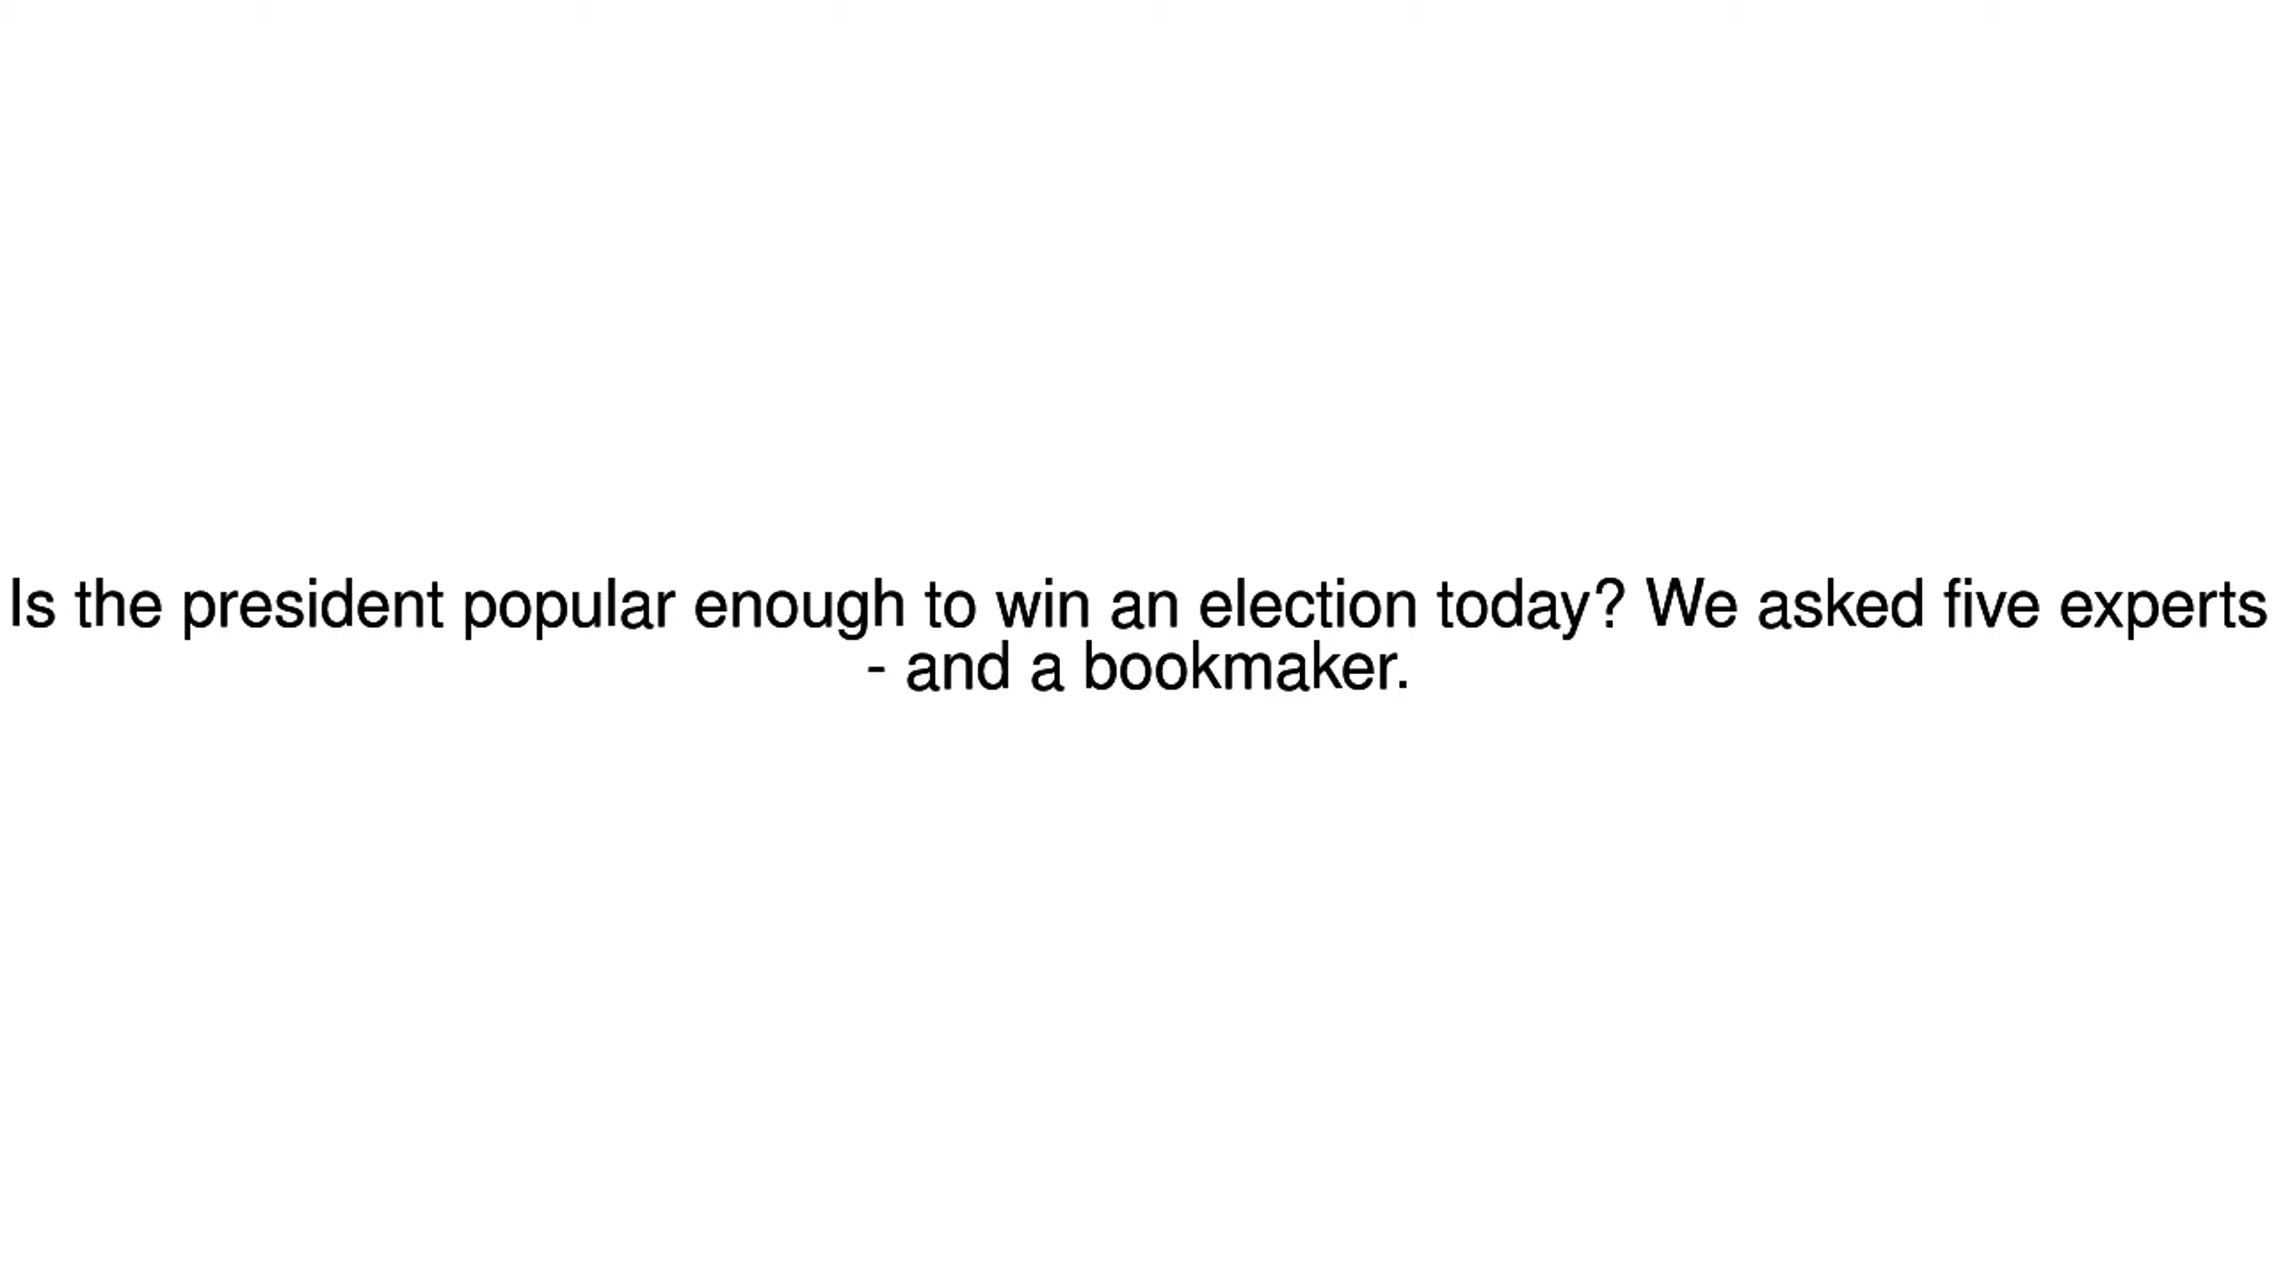 Is the president popular enough to win an election today? We asked five experts
- and a bookmaker.